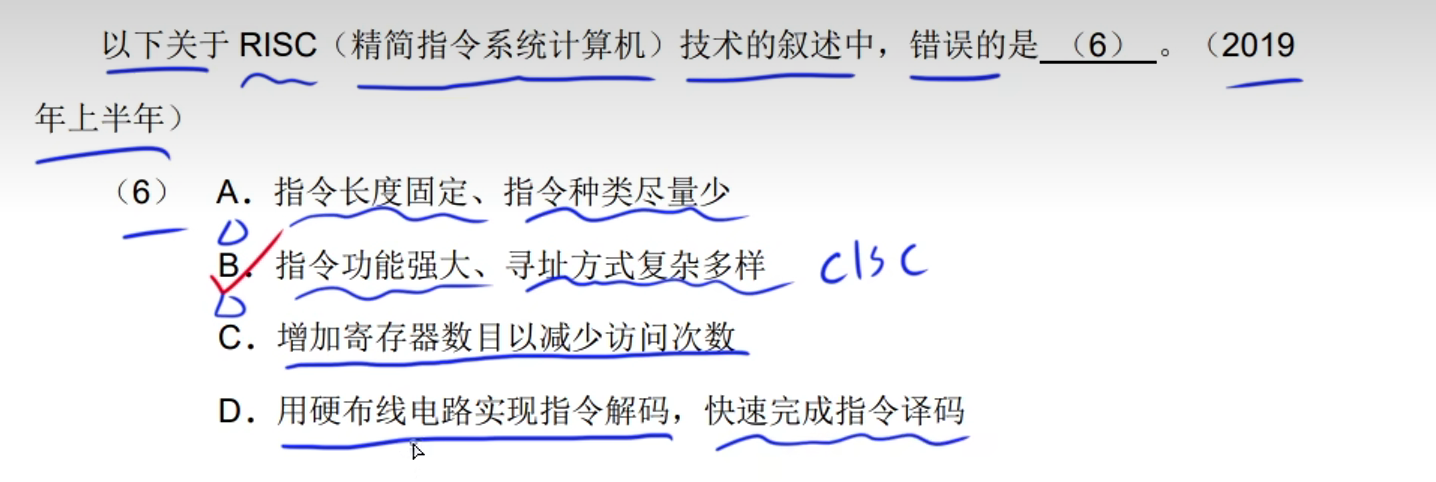 以下关于 RISC（精简指令系统计算机）技术的叙述中，错误的是 （6） 。（2019
年上半年）
（6） A．指令长度固定、指令种类尽量少
B．指令功能强大、寻址方式复杂多样 CISC
C．增加寄存器数目以减少访问次数
D．用硬布线电路实现指令解码，快速完成指令译码